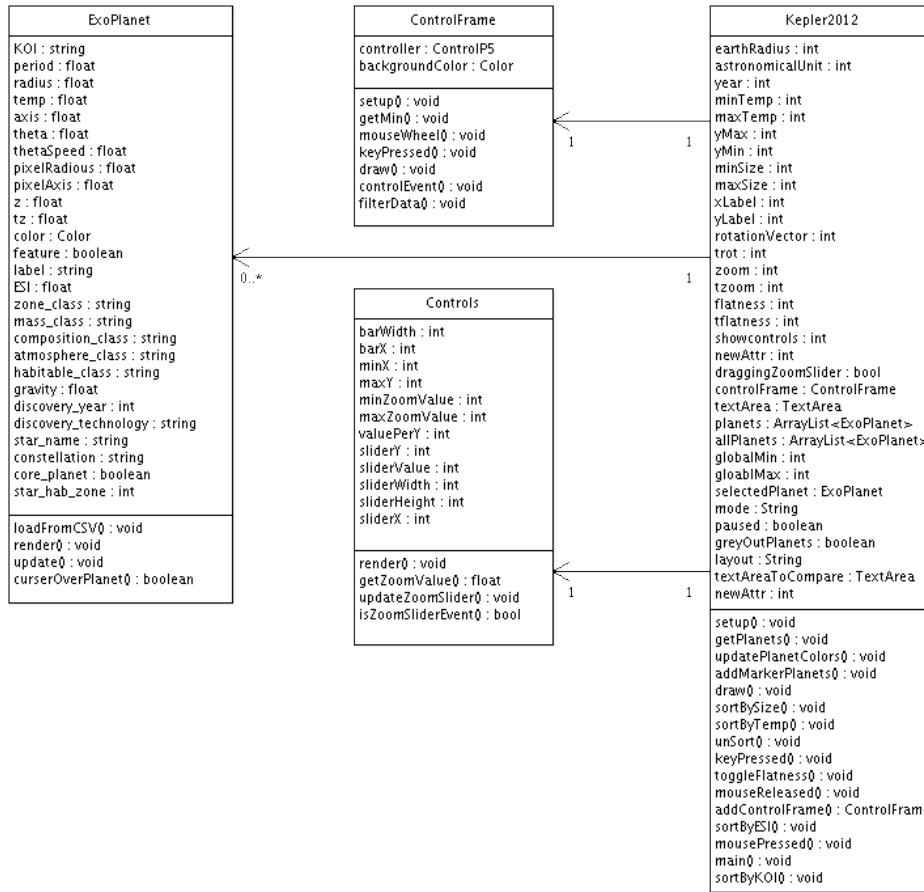 ExoPlanet
KOI : string
period : float
radius : float
temp : float
axis : float
theta : float
thetaSpeed : float
pixelRadious : float
pixelAxis : float
z : float
tz : float
color : Color
feature : boolean
label : string
ESI : float
zone_class : string
mass_class : string
composition_class : string
atmosphere_class : string
habitable_class : string
gravity : float
discovery_year : int
discovery_technology : string
star_name : string
constellation : string
core_planet : boolean
star_hab_zone : int
loadFromCSV() : void
render() : void
update() : void
curserOverPlanet() : boolean
ControlFrame
controller : ControlP5
backgroundColor : Color
setup() : void
getMin() : void
mouseWheel() : void
keyPressed() : void
draw() : void
controlEvent() : void
filterData() : void
1
1
0..*
1
Controls
barWidth : int
barX : int
minX : int
maxY : int
minZoomValue : int
maxZoomValue : int
valuePerY : int
sliderY : int
sliderValue : int
sliderWidth : int
sliderHeight : int
sliderX : int
render() : void
getZoomValue() : float
updateZoomSlider() : void
isZoomSliderEvent() : bool
1
1
Kepler2012
earthRadius : int
astronomicalUnit : int
year : int
minTemp : int
maxTemp : int
yMax : int
yMin : int
minSize : int
maxSize : int
xLabel : int
yLabel : int
rotationVector : int
trot : int
zoom : int
tzoom : int
flatness : int
tflatness : int
showcontrols : int
newAttr : int
draggingZoomSlider : bool
controlFrame : ControlFrame
textArea : TextArea
planets : ArrayList<ExoPlanet>
allPlanets : ArrayList<ExoPlanet>
globalMin : int
gloablMax : int
selectedPlanet : ExoPlanet
mode : String
paused : boolean
greyOutPlanets : boolean
layout : String
textAreaToCompare : TextArea
newAttr : int
setup() : void
getPlanets() : void
updatePlanetColors() : void
addMarkerPlanets() : void
draw() : void
sortBySize() : void
sortByTemp() : void
unSort() : void
keyPressed() : void
toggleFlatness() : void
mouseReleased() : void
addControlFrame() : ControlFram
sortByESI() : void
mousePressed() : void
main() : void
sortByKOI() : void